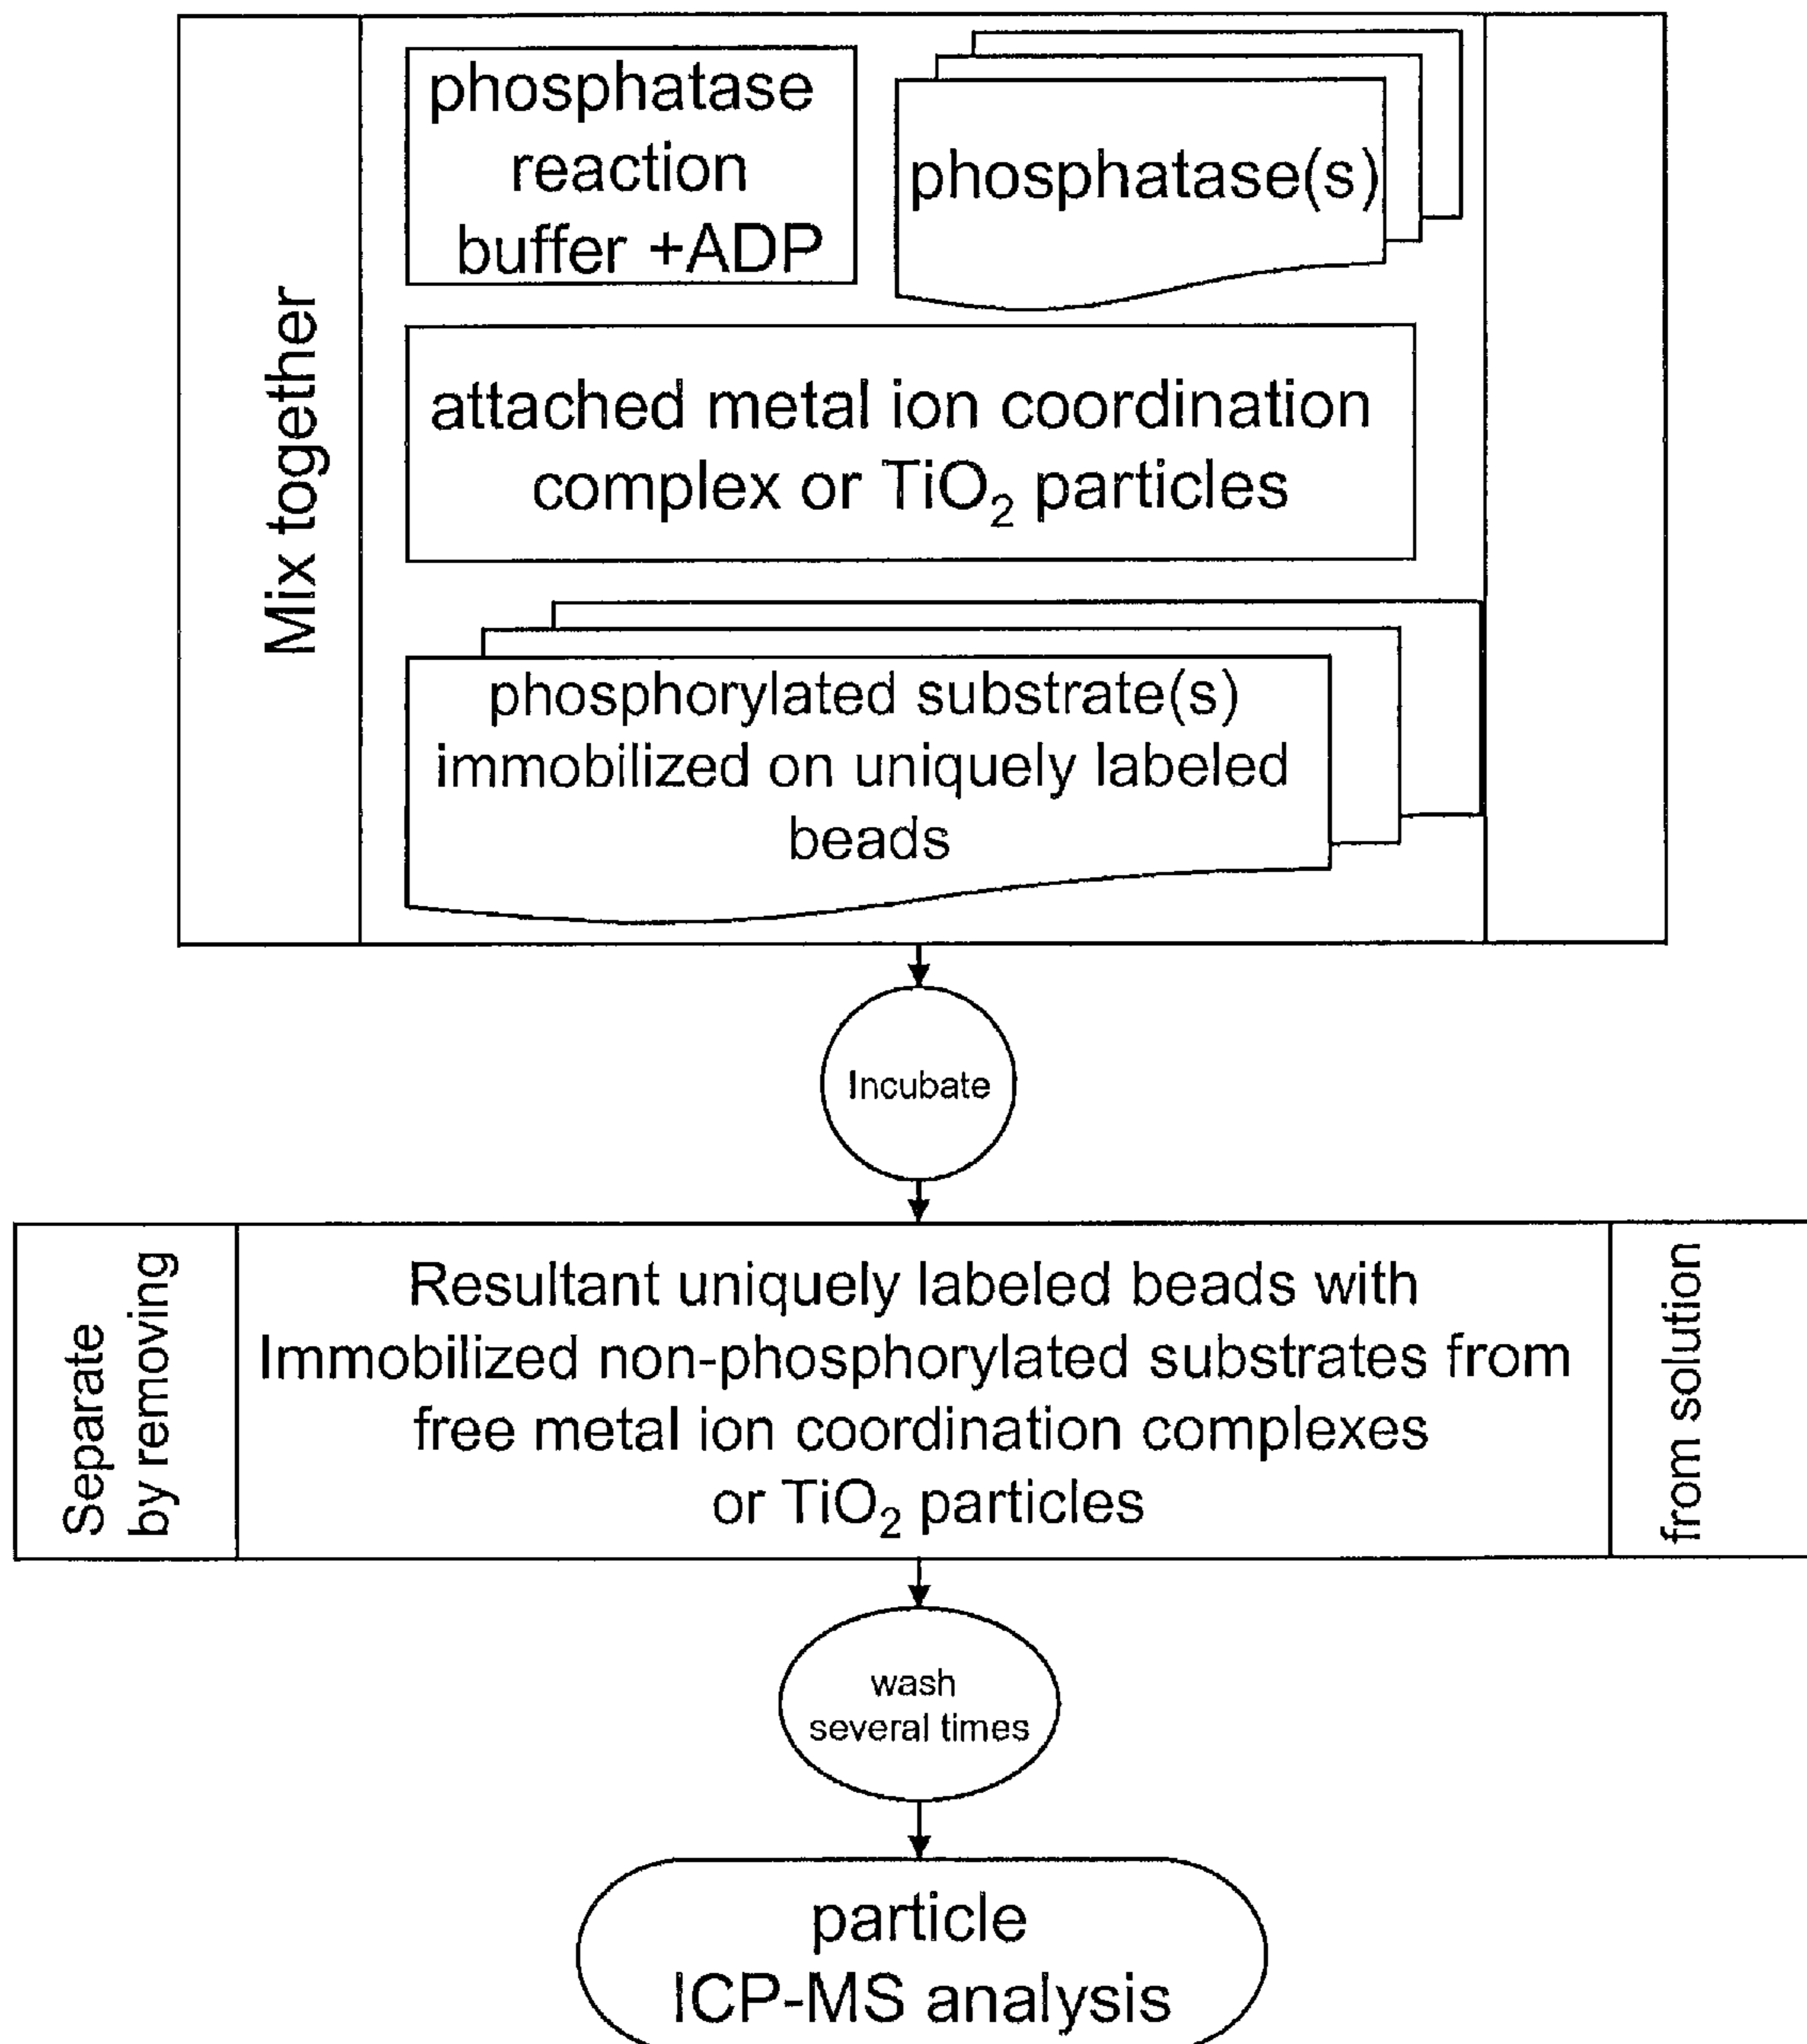 Mix together
phosphatase
reaction
buffer +ADP
phosphatase(s)
attached metal ion coordination
complex or TiO₂ particles
phosphorylated substrate(s)
immobilized on uniquely labeled
beads
Incubate
Separate
by removing
Resultant uniquely labeled beads with
Immobilized non-phosphorylated substrates from
free metal ion coordination complexes
or TiO₂ particles
from solution
wash
several times
particle
ICP-MS analysis